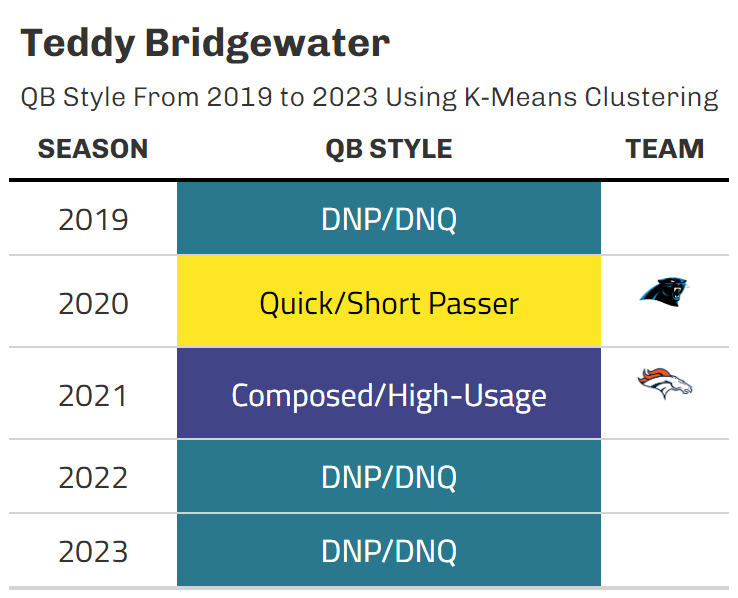 Teddy Bridgewater
QB Style From 2019 to 2023 Using K-Means Clustering
SEASON QB STYLE TEAM
2019 DNP/DNQ
2020 Quick/Short Passer
2021 Composed/High-Usage
2022 DNP/DNQ
2023 DNP/DNQ